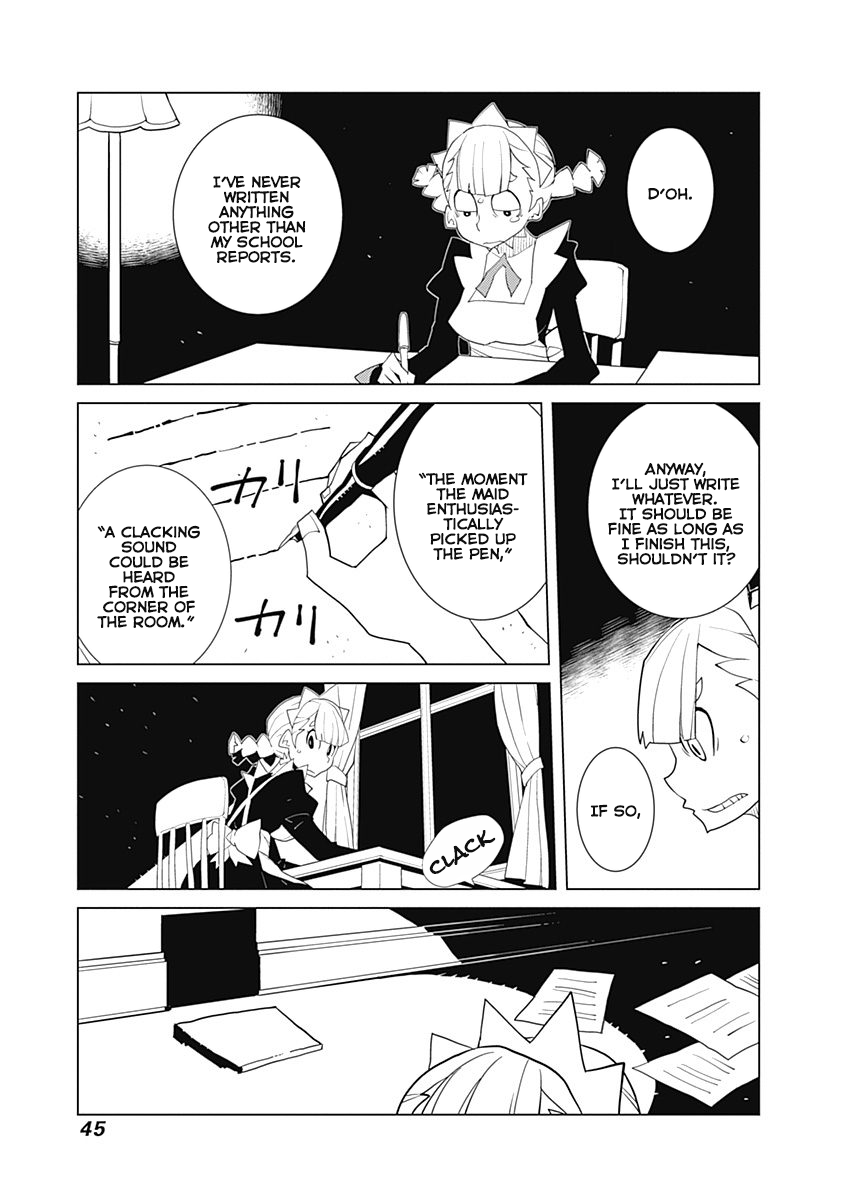 D'OH.
I'VE NEVER
WRITTEN
ANYTHING
OTHER THAN
MY SCHOOL
REPORTS.
ANYWAY,
I'LL JUST WRITE
WHATEVER.
IT SHOULD BE
FINE AS LONG AS
I FINISH THIS,
SHOULDN'T IT?
IF SO,
"THE MOMENT
THE MAID
ENTHUSIAS-
TICALLY
PICKED UP
THE PEN,"
カリ
"A CLACKING
SOUND
COULD BE
HEARD
FROM THE
CORNER OF
THE ROOM."
カリ
CLACK
45